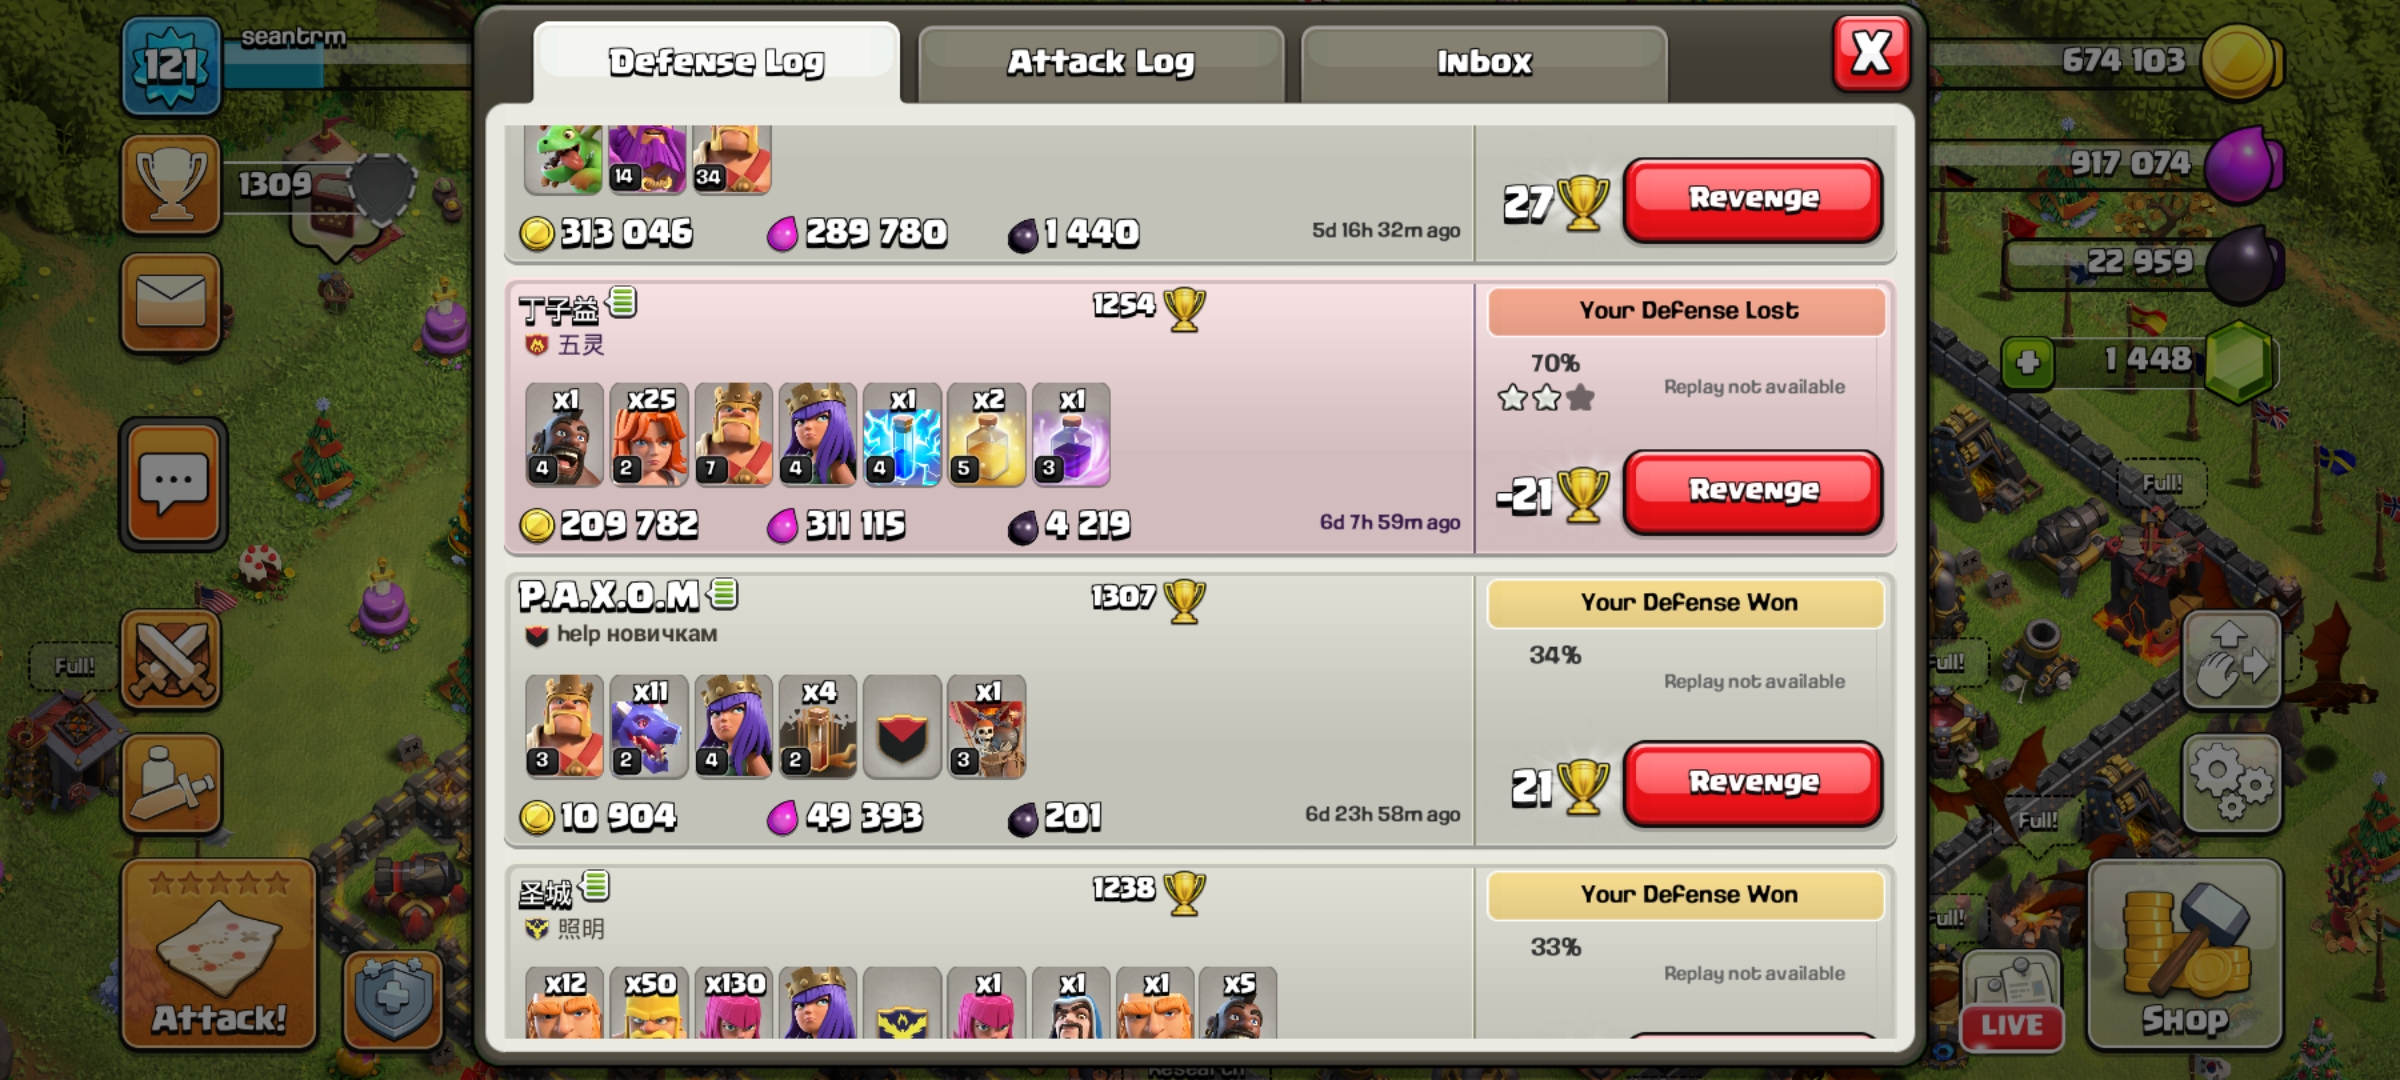 121
seantrm
Defense Log
Attack Log
Inbox
X
674 103
1309
917 074
22 959
1 448
14
34
313 046
289 780
1 440
5d 16h 32m ago
27
Revenge
丁子益
1254
五灵
Your Defense Lost
70%
Replay not available
x1
x25
x1
x2
x1
4
2
7
4
4
5
3
209 782
311 115
4 219
6d 7h 59m ago
-21
Revenge
P.A.X.O.M
1307
help новичкам
Your Defense Won
34%
Replay not available
x11
x4
x1
3
2
4
2
3
10 904
49 393
201
6d 23h 58m ago
21
Revenge
圣城
1238
照明
Your Defense Won
33%
Replay not available
x12
x50
x130
x1
x1
x1
x5
Full!
Full!
Full!
Full!
Full!
Attack!
LIVE
Shop
Research